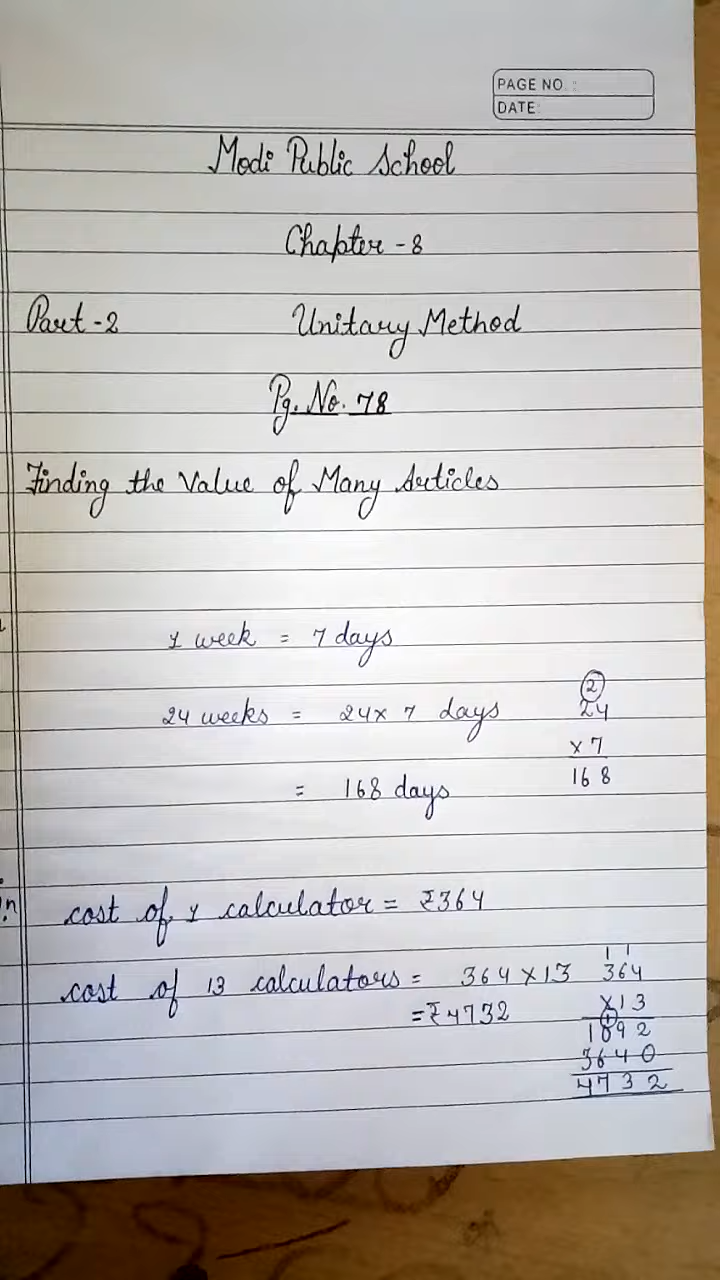 PAGE NO. :
DATE:
Modi Public School
Chapter - 8
Part - 2 Unitary Method
Pg. No. 78
Finding the Value of Many Articles
1 week = 7 days
24 weeks = 24 x 7 days
= 168 days
2
24
x 7
168
cost of 1 calculator = ₹364
cost of 13 calculators = 364 x 13
= ₹4732
1 1
364
x 13
1092
3640
4732